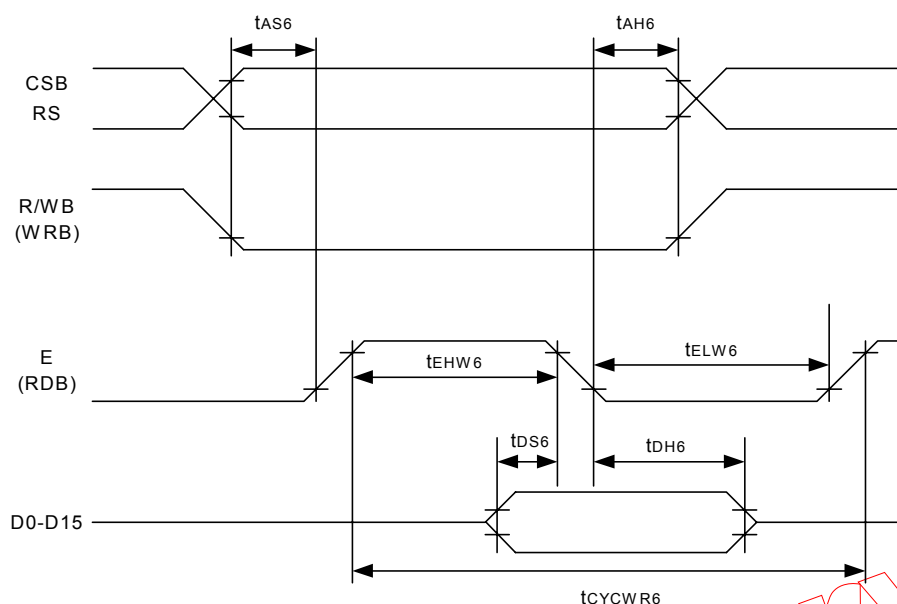 tAS6 tAH6
CSB
RS
R/WB
(WRB)
E
(RDB)
tEHW6 tELW6
tDS6 tDH6
D0-D15
tCYCWR6